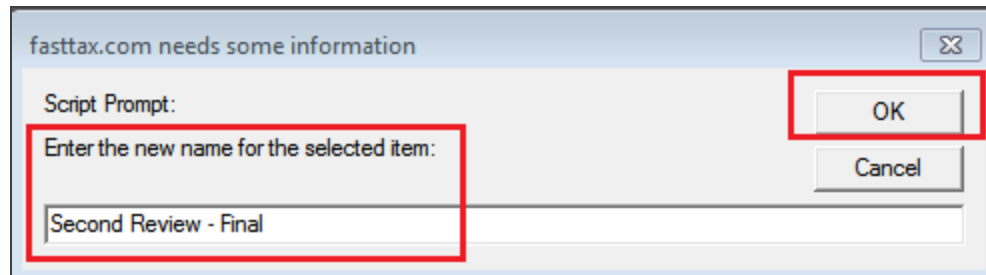 fasttax.com needs some information
Script Prompt:
OK
Enter the new name for the selected item:
Cancel
Second Review - Final